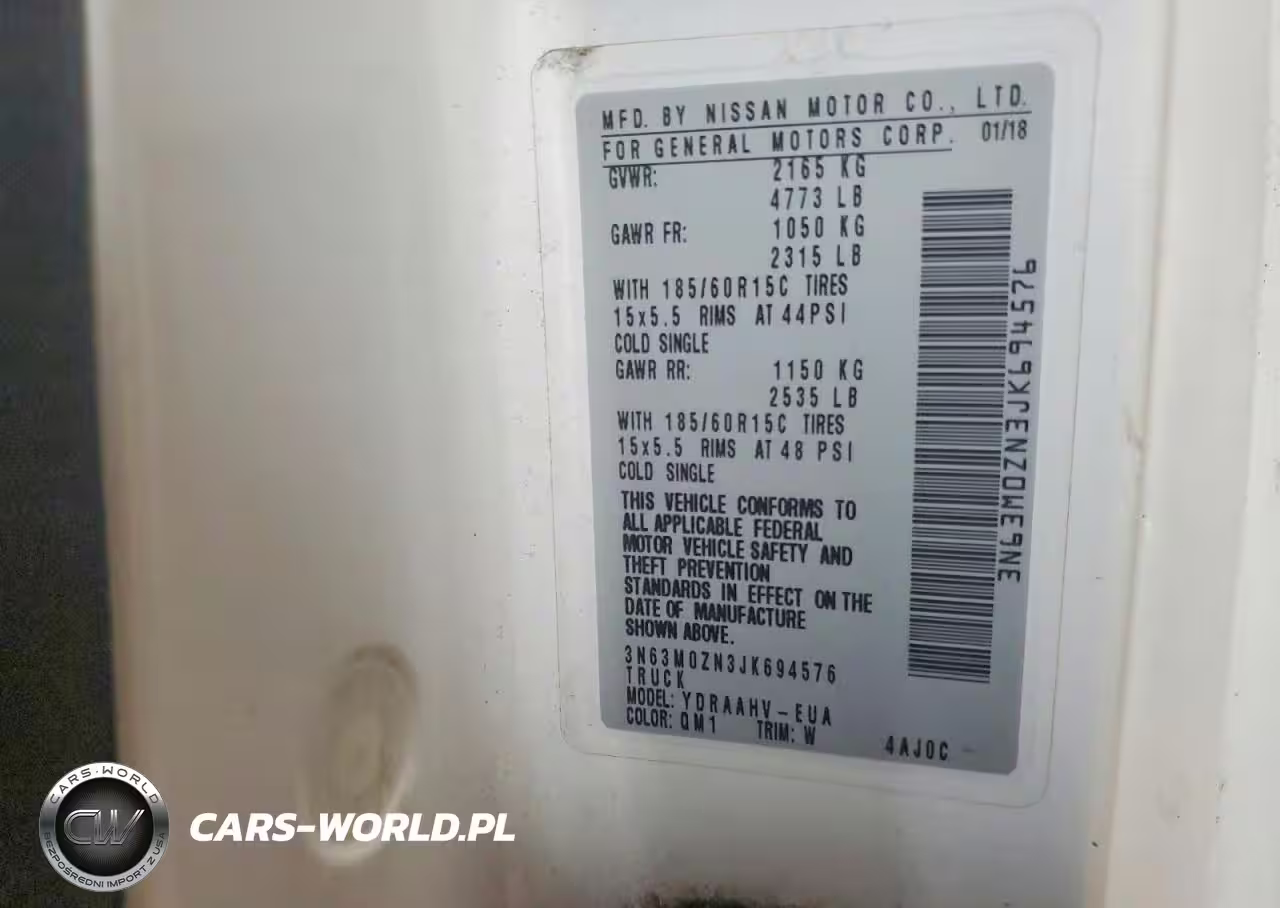 MFD. BY NISSAN MOTOR CO., LTD.
FOR GENERAL MOTORS CORP. 01/18
GVWR: 2165 KG
4773 LB
GAWR FR: 1050 KG
2315 LB
WITH 185/60R15C TIRES
15x5.5 RIMS AT 44PSI
COLD SINGLE
GAWR RR: 1150 KG
2535 LB
WITH 185/60R15C TIRES
15x5.5 RIMS AT 48 PSI
COLD SINGLE
THIS VEHICLE CONFORMS TO
ALL APPLICABLE FEDERAL
MOTOR VEHICLE SAFETY AND
THEFT PREVENTION
STANDARDS IN EFFECT ON THE
DATE OF MANUFACTURE
SHOWN ABOVE.
3N63M0ZN3JK694576
TRUCK
MODEL: YDRAAHV-EUA
COLOR: QM1 TRIM: W
4AJ0C
3N63M0ZN3JK694576
CARS-WORLD
CW
BEZPOŚREDNI IMPORT Z USA
CARS-WORLD.PL